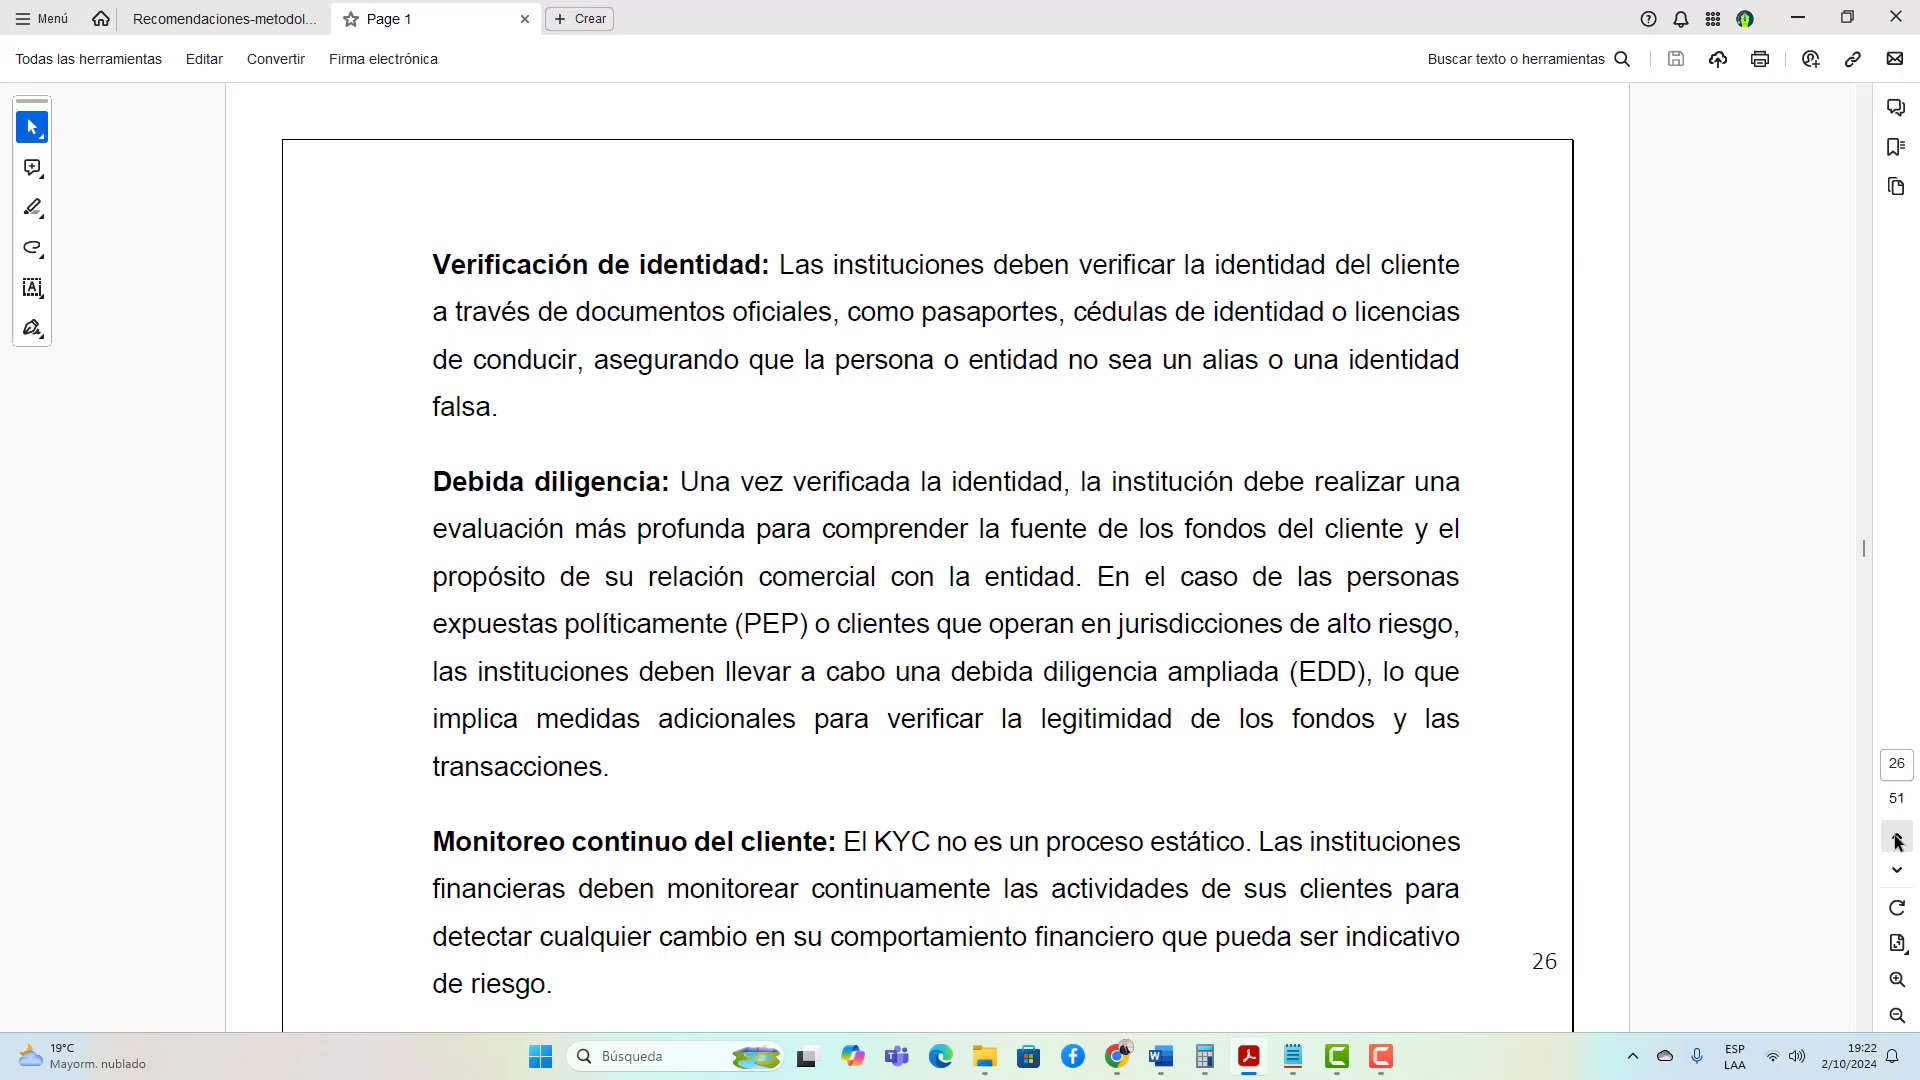 Menú
Recomendaciones-metodol...
Page 1
Crear
Todas las herramientas
Editar
Convertir
Firma electrónica
Buscar texto o herramientas
Verificación de identidad: Las instituciones deben verificar la identidad del cliente
a través de documentos oficiales, como pasaportes, cédulas de identidad o licencias
de conducir, asegurando que la persona o entidad no sea un alias o una identidad
falsa.
Debida diligencia: Una vez verificada la identidad, la institución debe realizar una
evaluación más profunda para comprender la fuente de los fondos del cliente y el
propósito de su relación comercial con la entidad. En el caso de las personas
expuestas políticamente (PEP) o clientes que operan en jurisdicciones de alto riesgo,
las instituciones deben llevar a cabo una debida diligencia ampliada (EDD), lo que
implica medidas adicionales para verificar la legitimidad de los fondos y las
transacciones.
Monitoreo continuo del cliente: El KYC no es un proceso estático. Las instituciones
financieras deben monitorear continuamente las actividades de sus clientes para
detectar cualquier cambio en su comportamiento financiero que pueda ser indicativo
de riesgo.
26
26
51
19°C
Mayorm. nublado
Búsqueda
ESP
LAA
19:22
2/10/2024